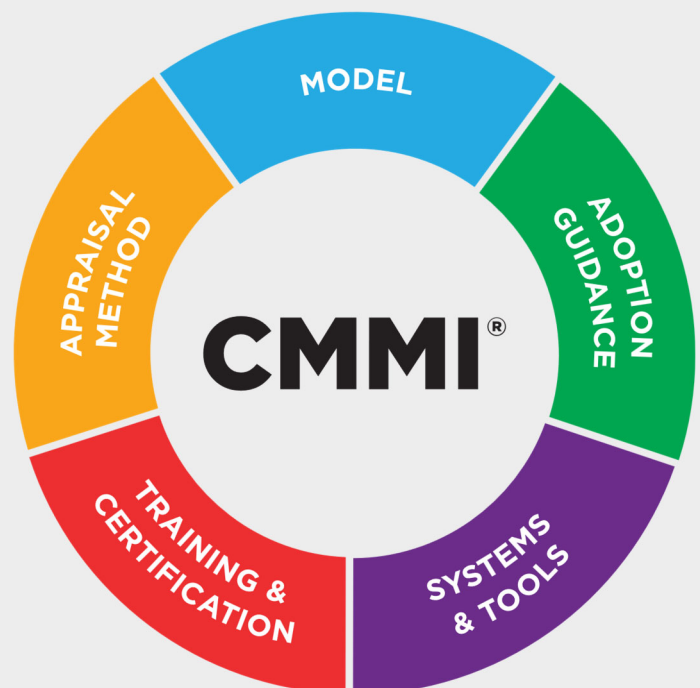 MODEL
ADOPTION
GUIDANCE
SYSTEMS
& TOOLS
TRAINING &
CERTIFICATION
APPRAISAL
METHOD
CMMI®